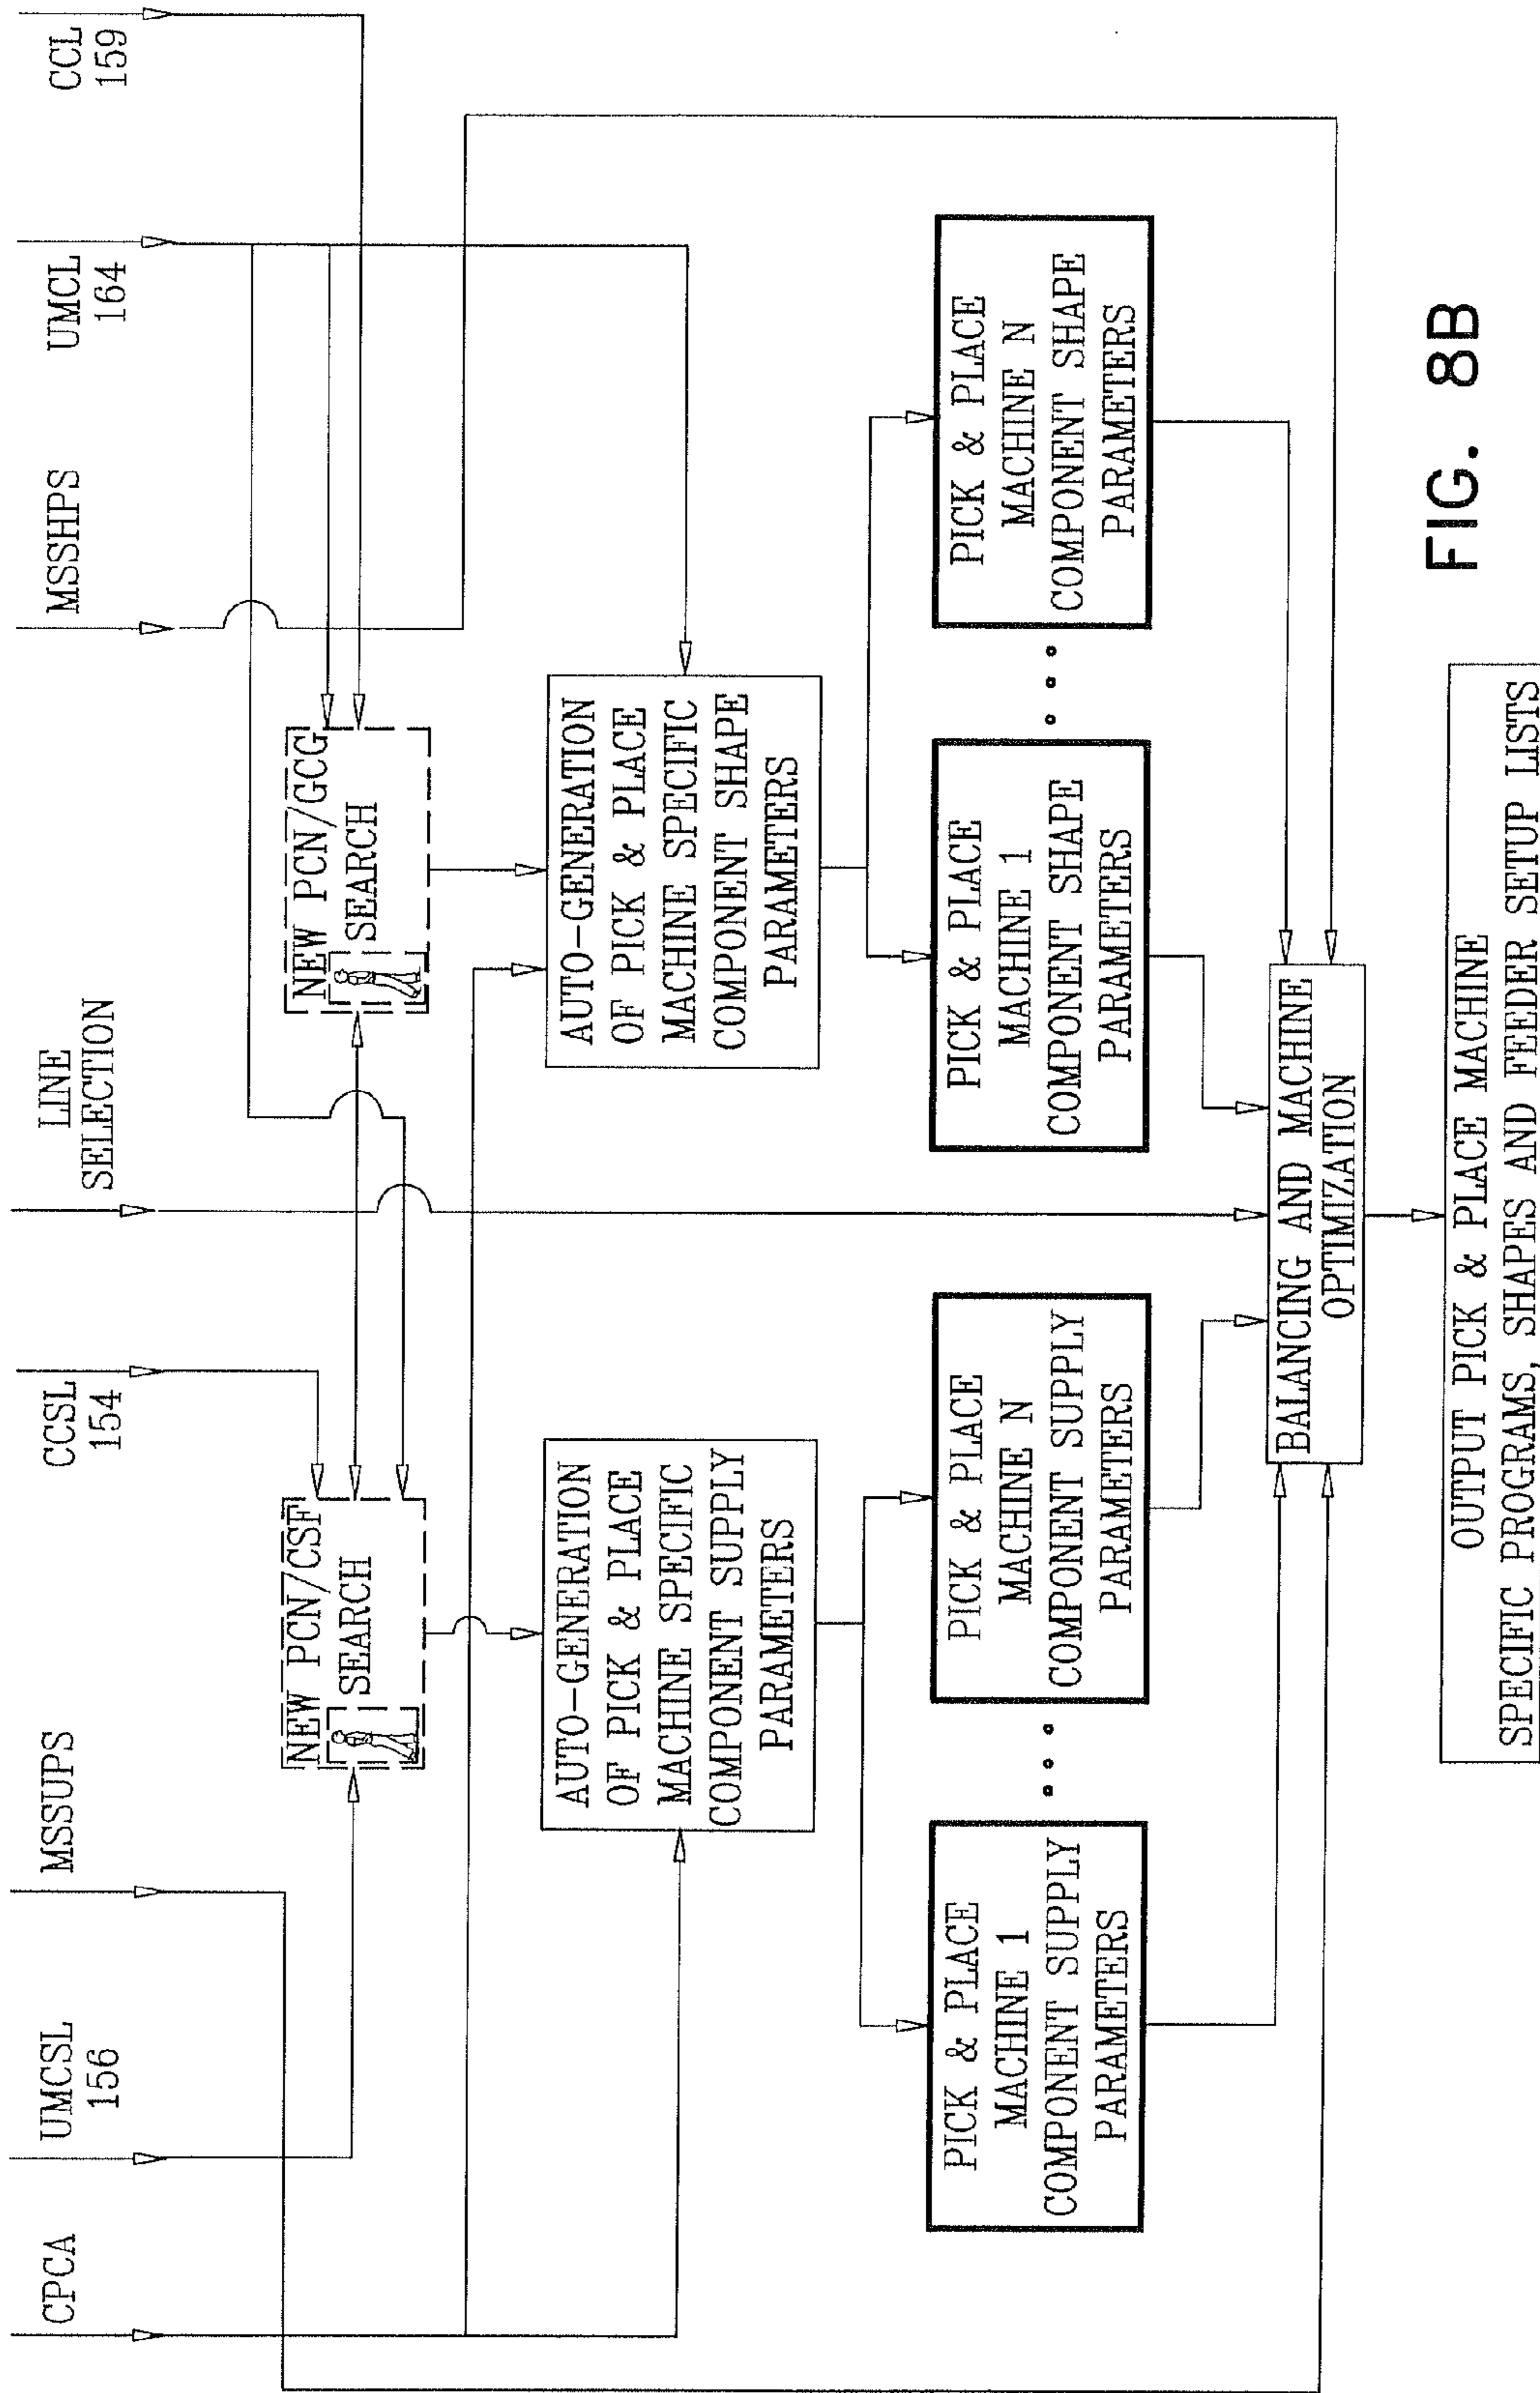 CPCA
UMCSL
156
MSSUPS
CCSL
154
LINE
SELECTION
MSSHPS
UMCL
164
CCL
159
NEW PCN/CSF
SEARCH
NEW PCN/GCG
SEARCH
AUTO-GENERATION
OF PICK & PLACE
MACHINE SPECIFIC
COMPONENT SUPPLY
PARAMETERS
AUTO-GENERATION
OF PICK & PLACE
MACHINE SPECIFIC
COMPONENT SHAPE
PARAMETERS
PICK & PLACE
MACHINE 1
COMPONENT SUPPLY
PARAMETERS
PICK & PLACE
MACHINE N
COMPONENT SUPPLY
PARAMETERS
PICK & PLACE
MACHINE 1
COMPONENT SHAPE
PARAMETERS
PICK & PLACE
MACHINE N
COMPONENT SHAPE
PARAMETERS
BALANCING AND MACHINE
OPTIMIZATION
OUTPUT PICK & PLACE MACHINE
SPECIFIC PROGRAMS, SHAPES AND FEEDER SETUP LISTS
FIG. 8B